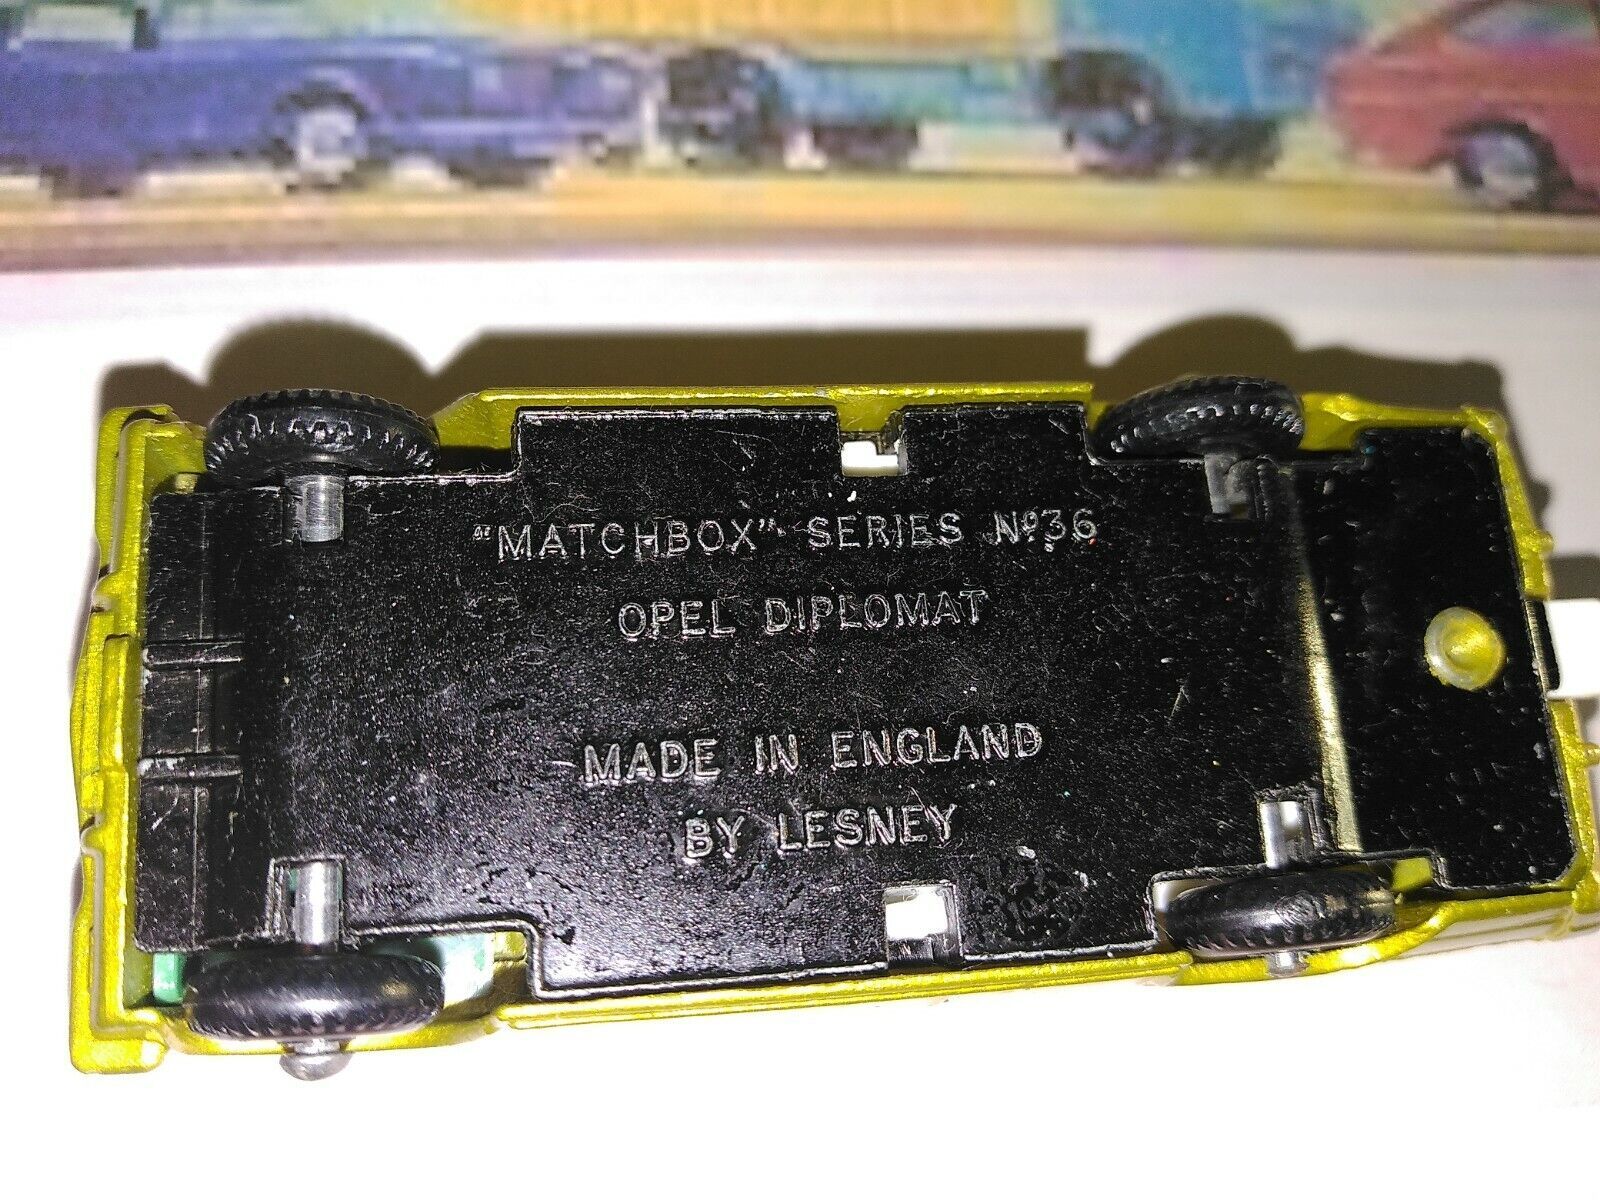 "MATCHBOX" SERIES Nº36
OPEL DIPLOMAT
MADE IN ENGLAND
BY LESNEY